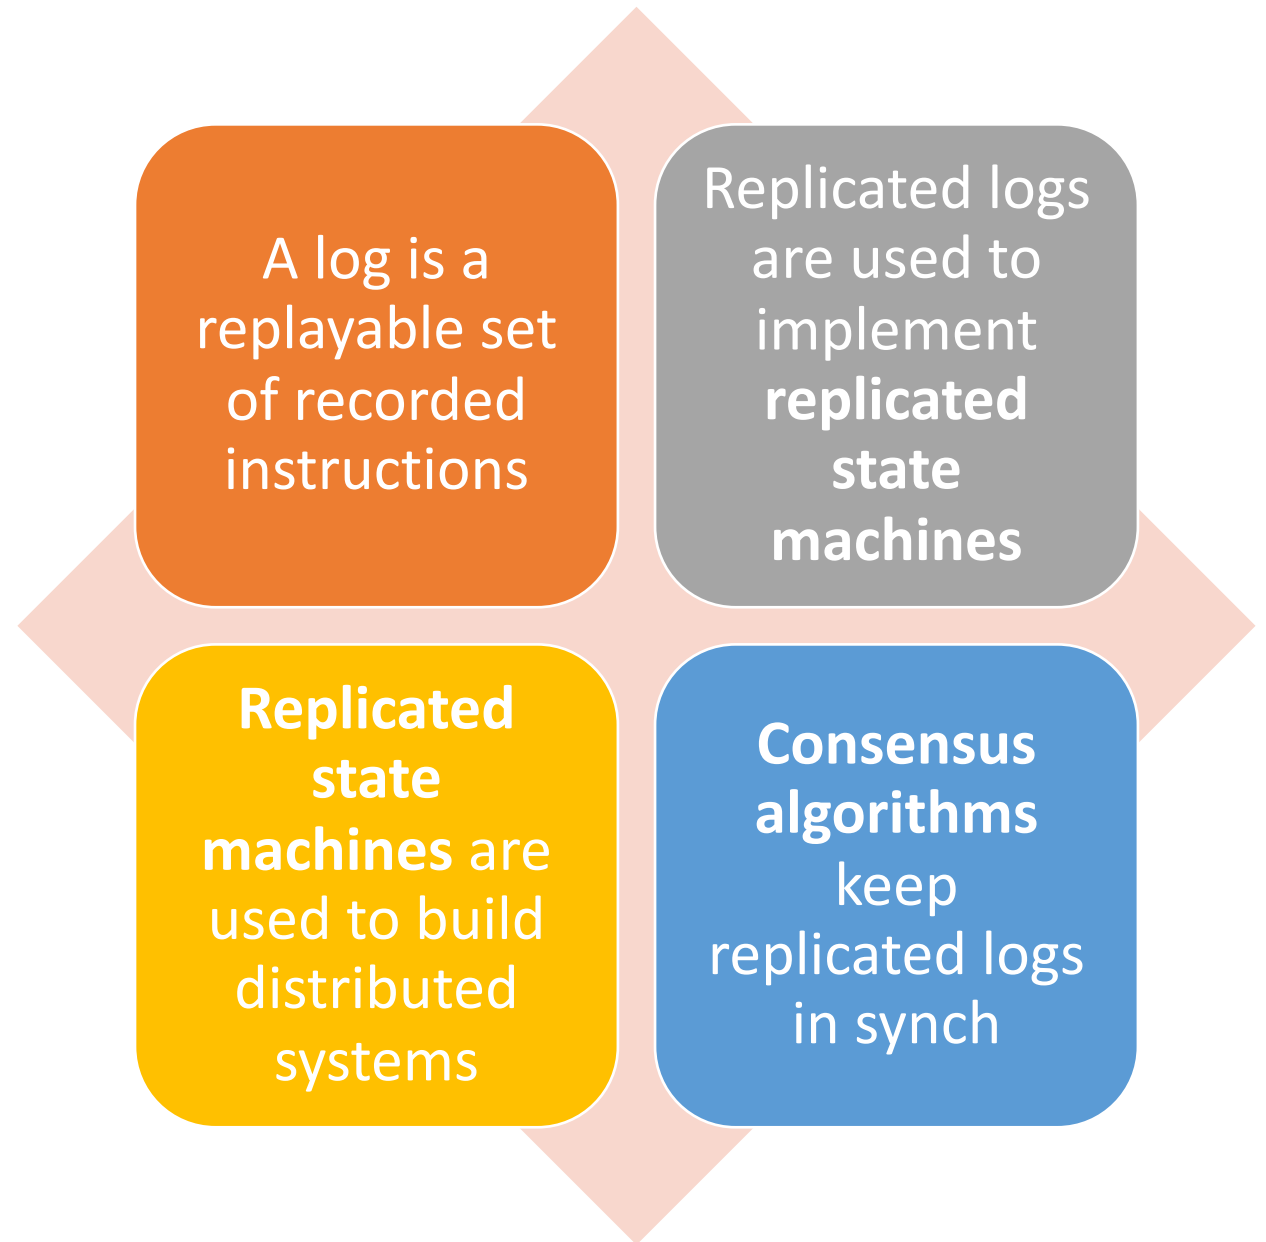 A log is a
replayable set
of recorded
instructions
Replicated logs
are used to
implement
replicated
state
machines
Replicated
state
machines are
used to build
distributed
systems
Consensus
algorithms
keep
replicated logs
in synch